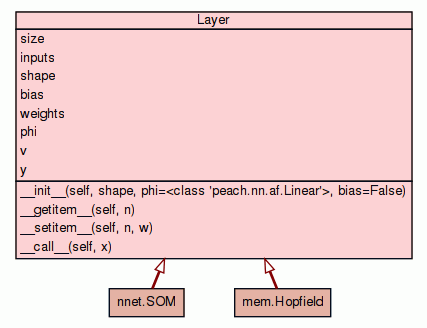 Layer
size
inputs
shape
bias
weights
phi
v
y
__init__(self, shape, phi=<class 'peach.nn.af.Linear'>, bias=False)
__getitem__(self, n)
__setitem__(self, n, w)
__call__(self, x)
nnet.SOM
mem.Hopfield